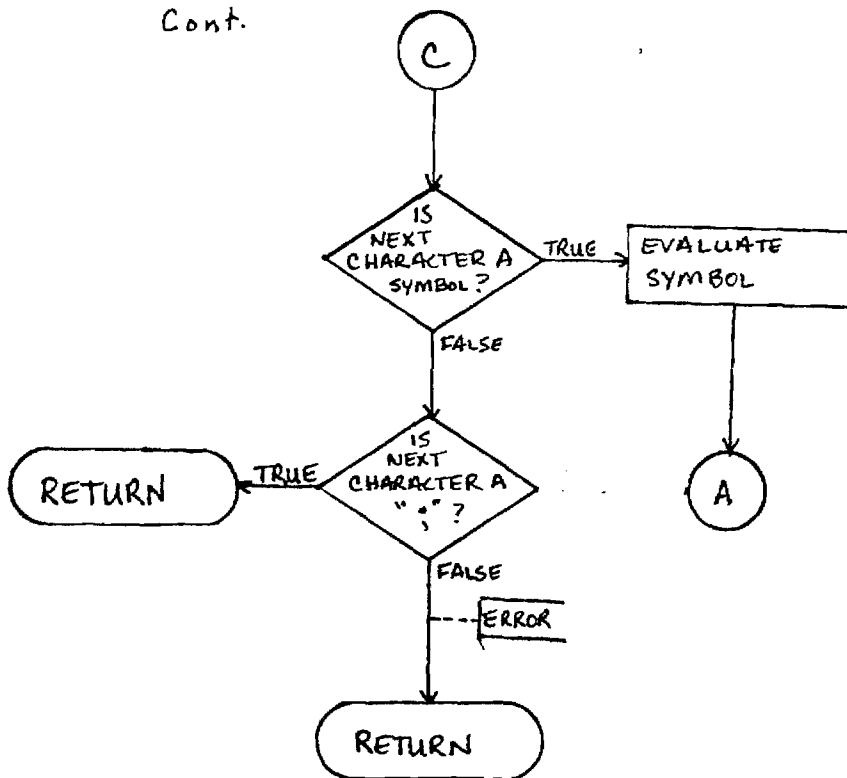 Cont.
C
IS
NEXT
CHARACTER A
SYMBOL?
TRUE
EVALUATE
SYMBOL
FALSE
IS
NEXT
CHARACTER A
";"?
TRUE
RETURN
A
FALSE
ERROR
RETURN